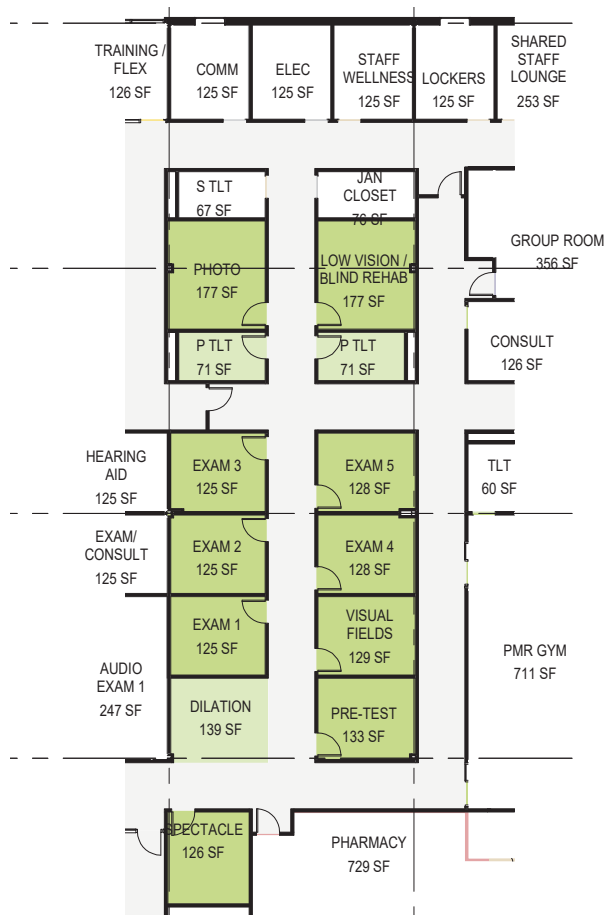 TRAINING /
FLEX
126 SF
COMM
125 SF
ELEC
125 SF
STAFF
WELLNESS
125 SF
LOCKERS
125 SF
SHARED
STAFF
LOUNGE
253 SF
S TLT
67 SF
JAN
CLOSET
76 SF
PHOTO
177 SF
LOW VISION /
BLIND REHAB
177 SF
GROUP ROOM
356 SF
P TLT
71 SF
P TLT
71 SF
CONSULT
126 SF
HEARING
AID
125 SF
EXAM 3
125 SF
EXAM 5
128 SF
TLT
60 SF
EXAM/
CONSULT
125 SF
EXAM 2
125 SF
EXAM 4
128 SF
EXAM 1
125 SF
VISUAL
FIELDS
129 SF
PMR GYM
711 SF
AUDIO
EXAM 1
247 SF
DILATION
139 SF
PRE-TEST
133 SF
SPECTACLE
126 SF
PHARMACY
729 SF